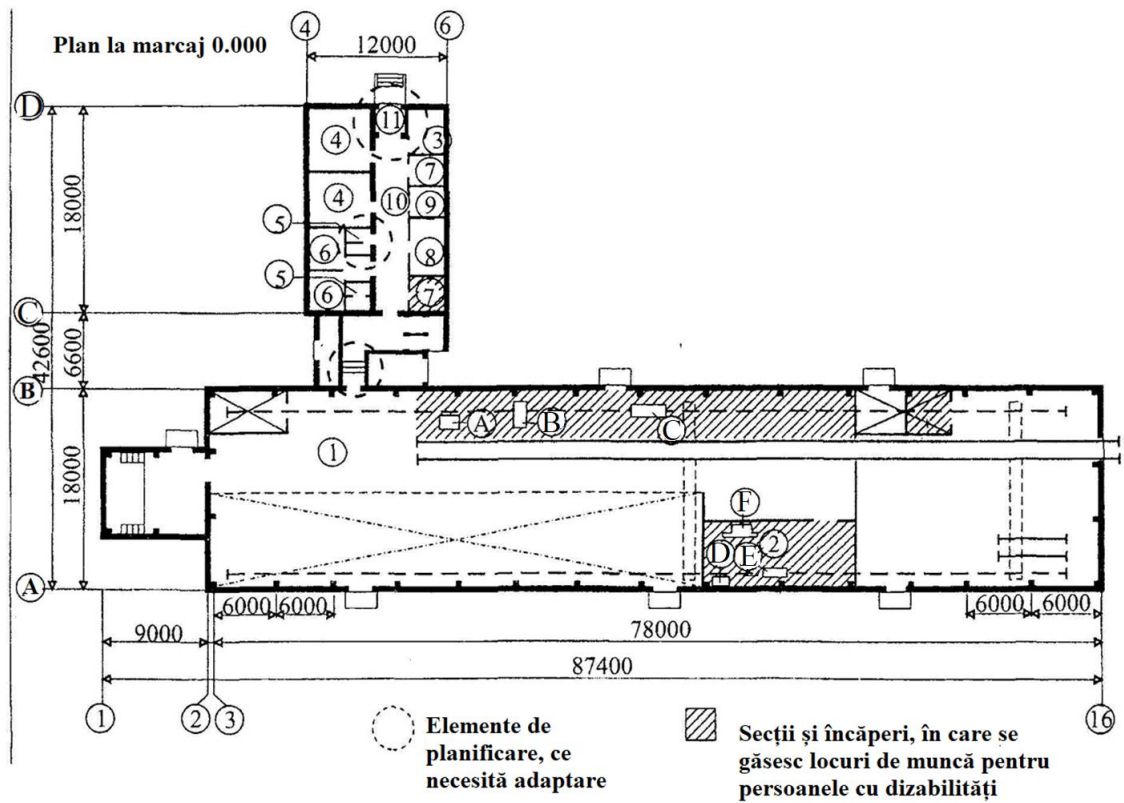 4
6
Plan la marcaj 0.000
12000
D
11
4
3
7
4
10
9
5
18000
6
8
5
6
7
C
6600
42600
B
A
B
C
1
18000
F
D
E
2
A
6000
6000
6000
6000
9000
78000
87400
1
2
3
16
Elemente de
planificare, ce
necesită adaptare
Secții și încăperi, în care se
găsesc locuri de muncă pentru
persoanele cu dizabilități